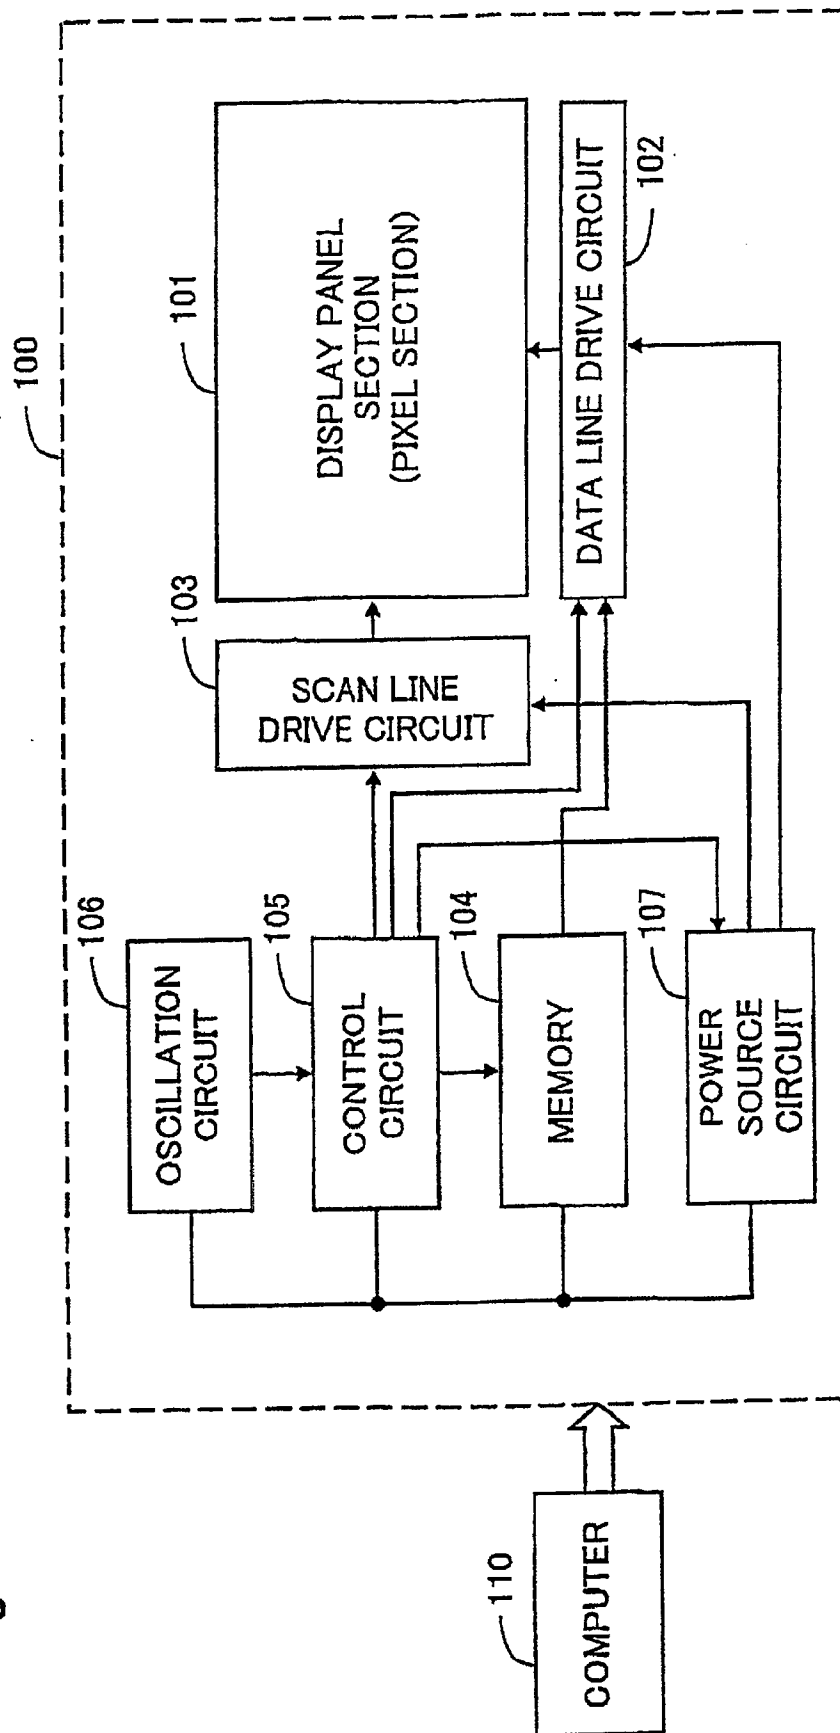 100
106
OSCILLATION
CIRCUIT
103
101
105
CONTROL
CIRCUIT
SCAN LINE
DRIVE CIRCUIT
DISPLAY PANEL
SECTION
(PIXEL SECTION)
110
COMPUTER
104
MEMORY
DATA LINE DRIVE CIRCUIT
102
107
POWER
SOURCE
CIRCUIT